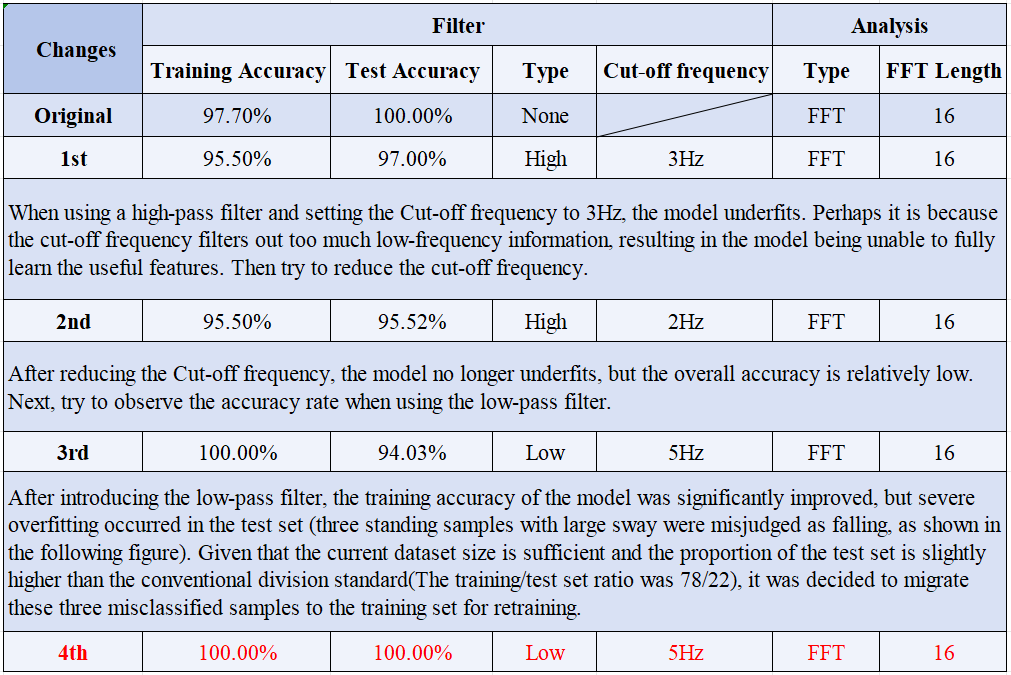 Changes Filter Analysis
Training Accuracy Test Accuracy Type Cut-off frequency Type FFT Length
Original 97.70% 100.00% None FFT 16
1st 95.50% 97.00% High 3Hz FFT 16
When using a high-pass filter and setting the Cut-off frequency to 3Hz, the model underfits. Perhaps it is because
the cut-off frequency filters out too much low-frequency information, resulting in the model being unable to fully
learn the useful features. Then try to reduce the cut-off frequency.
2nd 95.50% 95.52% High 2Hz FFT 16
After reducing the Cut-off frequency, the model no longer underfits, but the overall accuracy is relatively low.
Next, try to observe the accuracy rate when using the low-pass filter.
3rd 100.00% 94.03% Low 5Hz FFT 16
After introducing the low-pass filter, the training accuracy of the model was significantly improved, but severe
overfitting occurred in the test set (three standing samples with large sway were misjudged as falling, as shown in
the following figure). Given that the current dataset size is sufficient and the proportion of the test set is slightly
higher than the conventional division standard(The training/test set ratio was 78/22), it was decided to migrate
these three misclassified samples to the training set for retraining.
4th 100.00% 100.00% Low 5Hz FFT 16